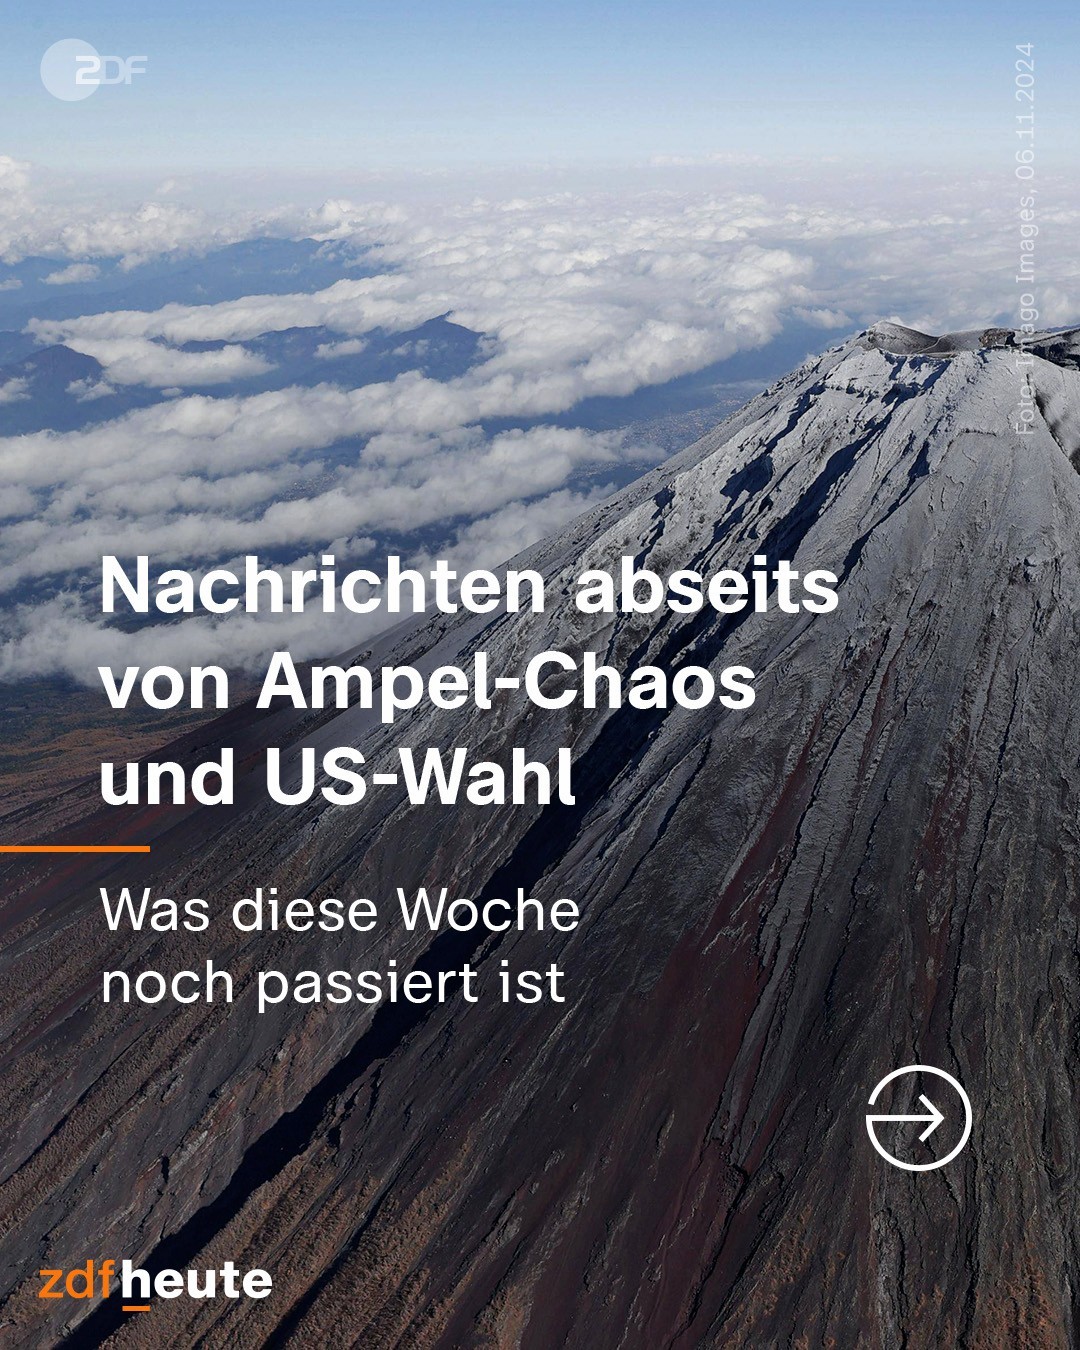 ZDF
Foto: Imago Images, 06.11.2024
Nachrichten abseits
von Ampel-Chaos
und US-Wahl
Was diese Woche
noch passiert ist
zdfheute